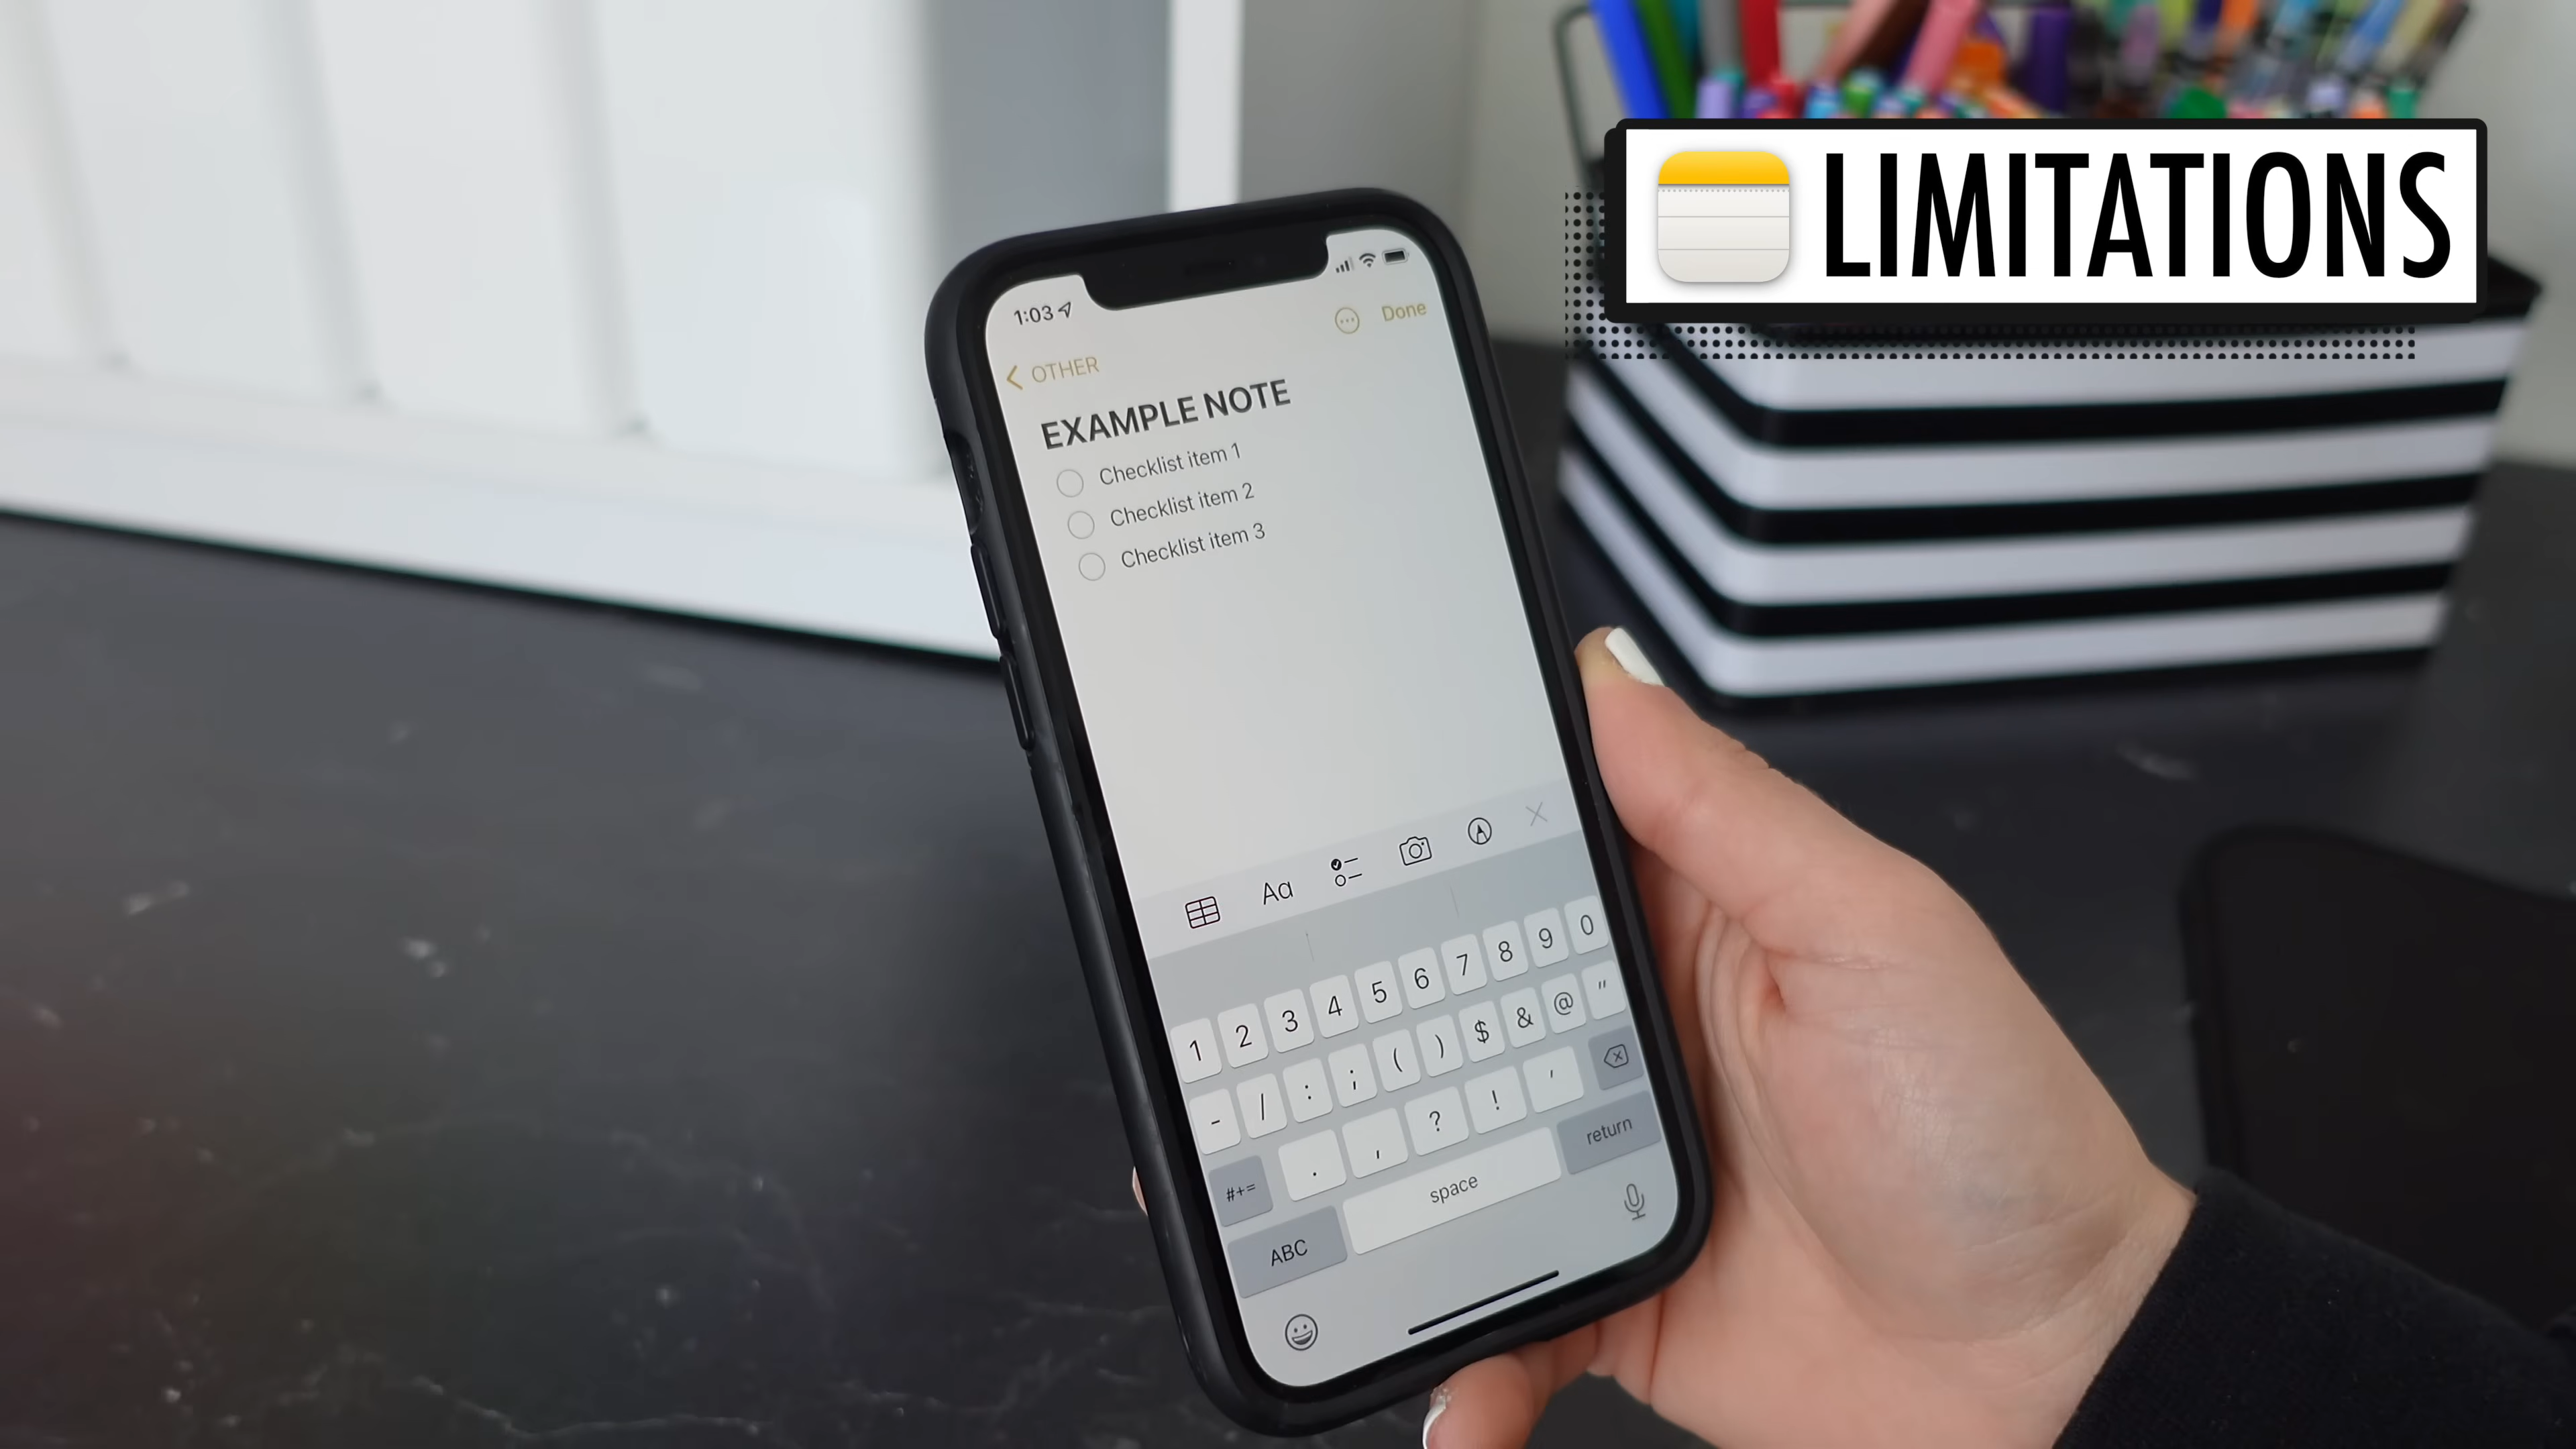 LIMITATIONS
1:03
Done
OTHER
EXAMPLE NOTE
Checklist item 1
Checklist item 2
Checklist item 3
Aa
1 2 3 4 5 6 7 8 9 0
- / : ; ( ) $ & @ "
#+= . , ? ! '
ABC space return